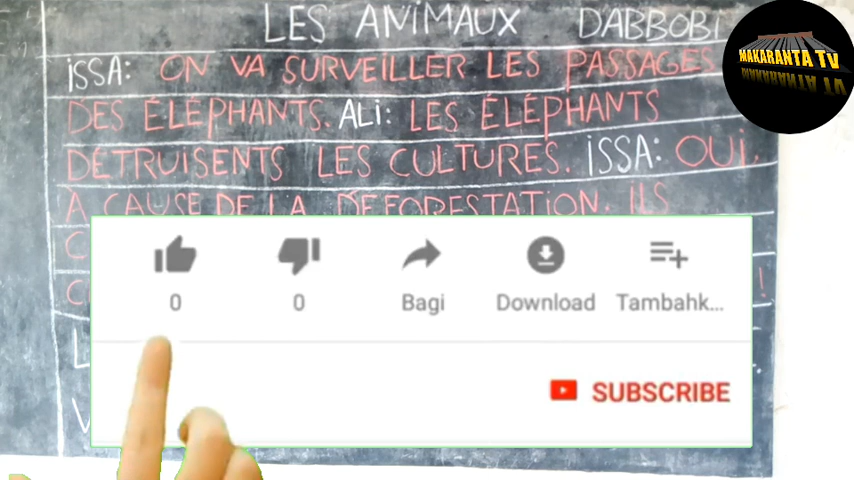 LES ANIMAUX DABBOBI
ISSA: ON VA SURVEILLER LES PASSAGES
DES ÉLÉPHANTS. ALI: LES ÉLÉPHANTS
DÉTRUISENTS LES CULTURES. ISSA: OUI.
À CAUSE DE LA DÉFORESTATION. ILS
MAKARANTA TV
0 0 Bagi Download Tambahk...
SUBSCRIBE